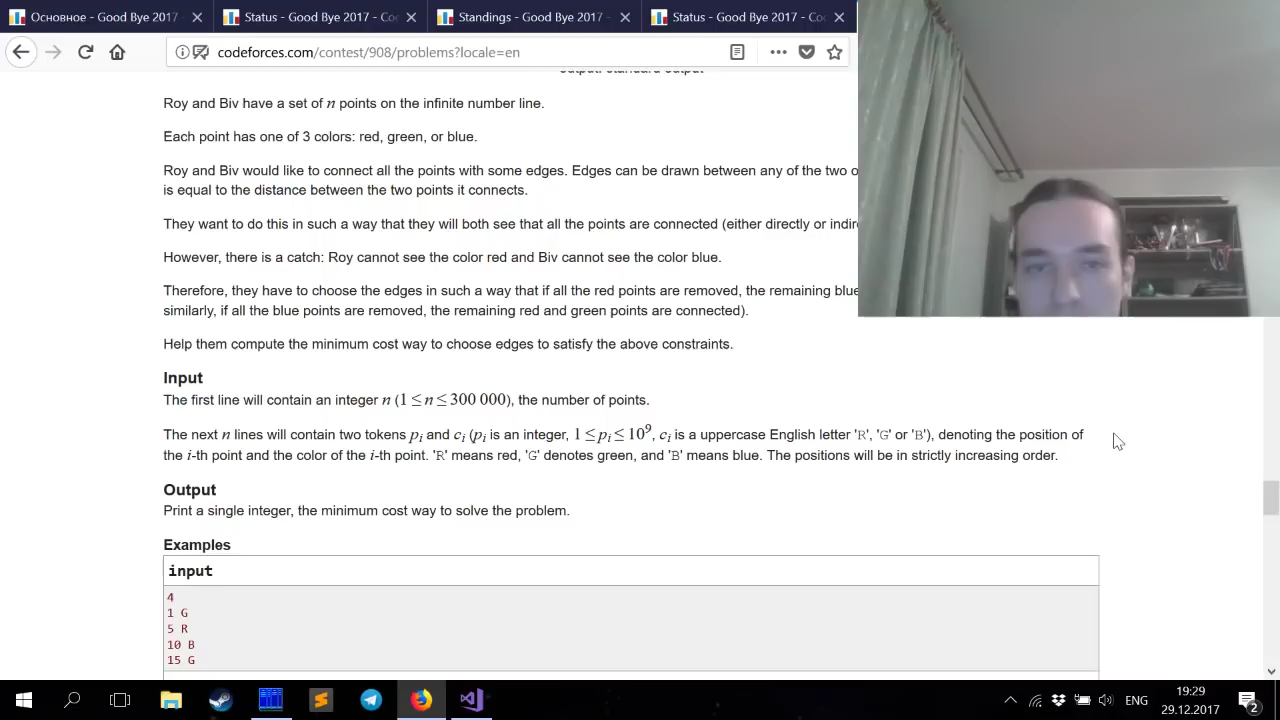 Основное - Good Bye 2017 -
Status - Good Bye 2017 - Co
Standings - Good Bye 2017 -
Status - Good Bye 2017 - Co
codeforces.com/contest/908/problems?locale=en
output: standard output
Roy and Biv have a set of n points on the infinite number line.
Each point has one of 3 colors: red, green, or blue.
Roy and Biv would like to connect all the points with some edges. Edges can be drawn between any of the two o
is equal to the distance between the two points it connects.
They want to do this in such a way that they will both see that all the points are connected (either directly or indir
However, there is a catch: Roy cannot see the color red and Biv cannot see the color blue.
Therefore, they have to choose the edges in such a way that if all the red points are removed, the remaining blue
similarly, if all the blue points are removed, the remaining red and green points are connected).
Help them compute the minimum cost way to choose edges to satisfy the above constraints.
Input
The first line will contain an integer n (1 ≤ n ≤ 300 000), the number of points.
The next n lines will contain two tokens pi and ci (pi is an integer, 1 ≤ pi ≤ 10^9, ci is a uppercase English letter 'R', 'G' or 'B'), denoting the position of
the i-th point and the color of the i-th point. 'R' means red, 'G' denotes green, and 'B' means blue. The positions will be in strictly increasing order.
Output
Print a single integer, the minimum cost way to solve the problem.
Examples
input
4
1 G
5 R
10 B
15 G
ENG
19:29
29.12.2017
2